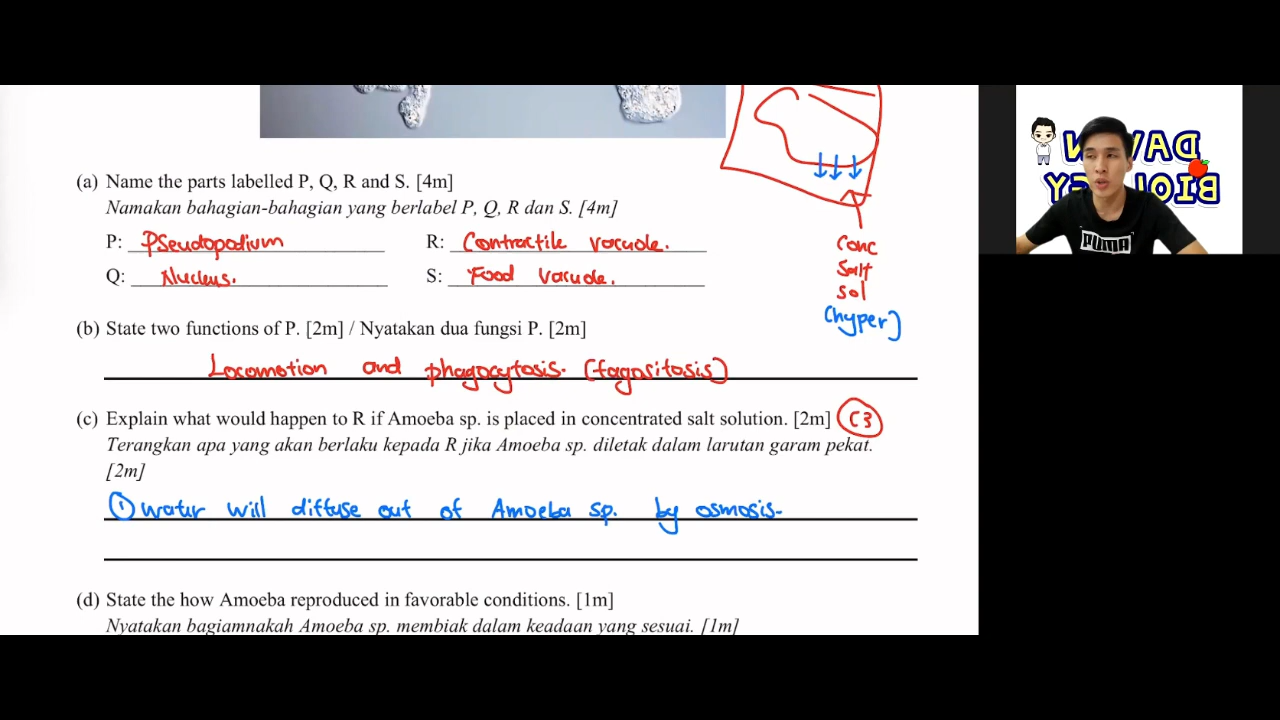 (a) Name the parts labelled P, Q, R and S. [4m]
Namakan bahagian-bahagian yang berlabel P, Q, R dan S. [4m]
P: Pseudopodium R: Contractile vacuole.
Q: Nucleus. S: Food vacuole.
(b) State two functions of P. [2m] / Nyatakan dua fungsi P. [2m]
Locomotion and phagocytosis. (fagositosis)
(c) Explain what would happen to R if Amoeba sp. is placed in concentrated salt solution. [2m] C3
Terangkan apa yang akan berlaku kepada R jika Amoeba sp. diletak dalam larutan garam pekat.
[2m]
① Water will diffuse out of Amoeba sp. by osmosis.
(d) State the how Amoeba reproduced in favorable conditions. [1m]
Nyatakan bagiamnakah Amoeba sp. membiak dalam keadaan yang sesuai. [1m]
Conc
Salt
sol
(hyper)
BIOLOGY
PUMA